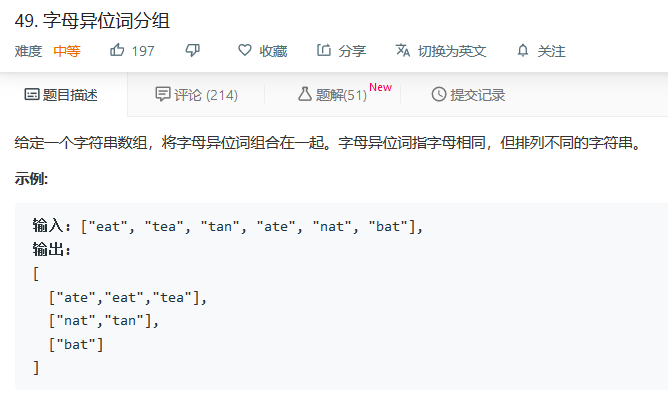 49. 字母异位词分组
难度 中等 197 收藏 分享 切换为英文 关注
题目描述 评论 (214) 题解(51) New 提交记录
给定一个字符串数组，将字母异位词组合在一起。字母异位词指字母相同，但排列不同的字符串。
示例:
输入: ["eat", "tea", "tan", "ate", "nat", "bat"],
输出:
[
["ate","eat","tea"],
["nat","tan"],
["bat"]
]